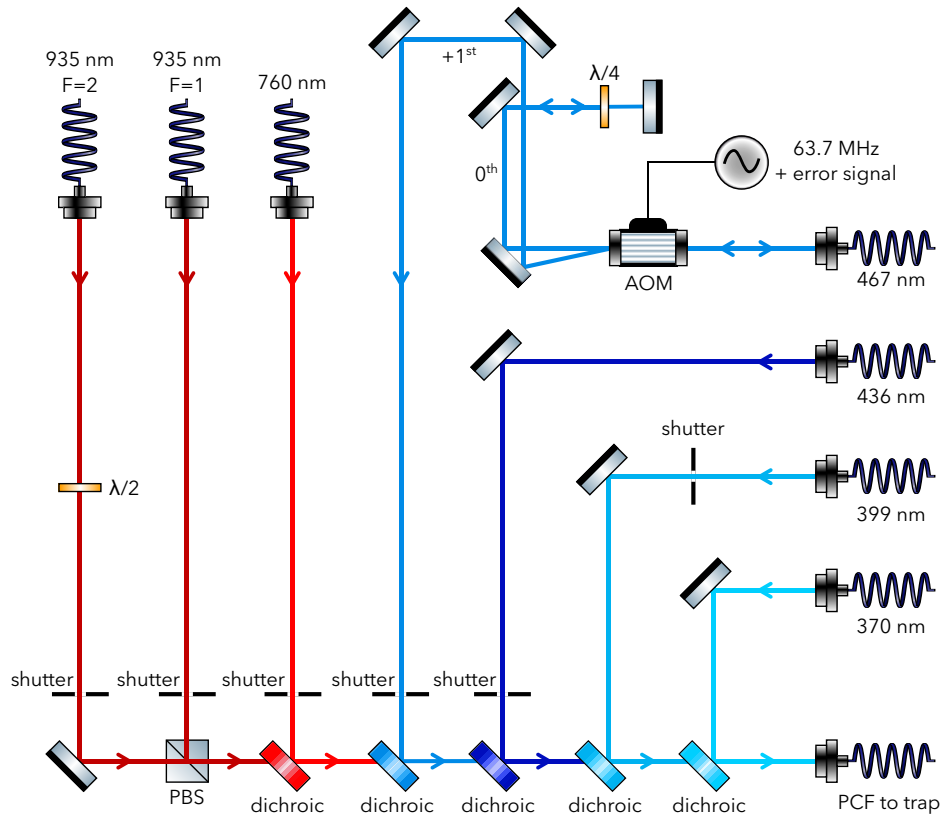 935 nm
F=2
935 nm
F=1
760 nm
+1st
λ/4
0th
63.7 MHz
+ error signal
AOM
467 nm
436 nm
shutter
λ/2
399 nm
370 nm
shutter
shutter
shutter
shutter
shutter
PBS
dichroic
dichroic
dichroic
dichroic
dichroic
PCF to trap